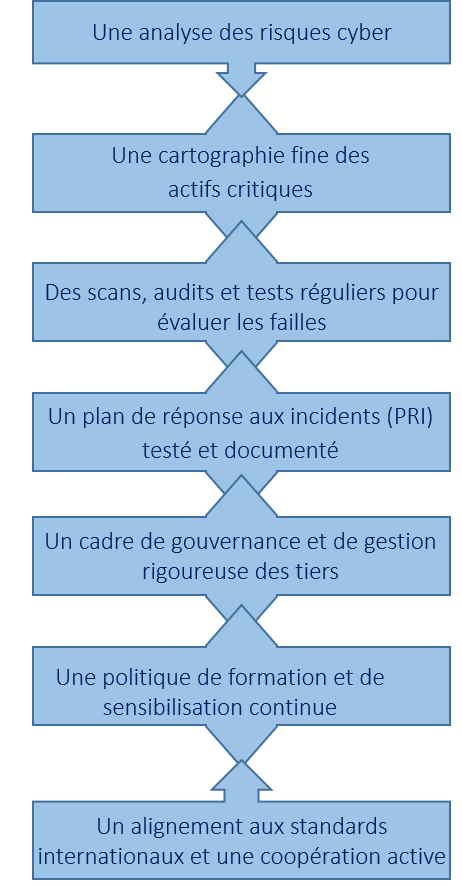 Une analyse des risques cyber
Une cartographie fine des
actifs critiques
Des scans, audits et tests réguliers pour
évaluer les failles
Un plan de réponse aux incidents (PRI)
testé et documenté
Un cadre de gouvernance et de gestion
rigoureuse des tiers
Une politique de formation et de
sensibilisation continue
Un alignement aux standards
internationaux et une coopération active